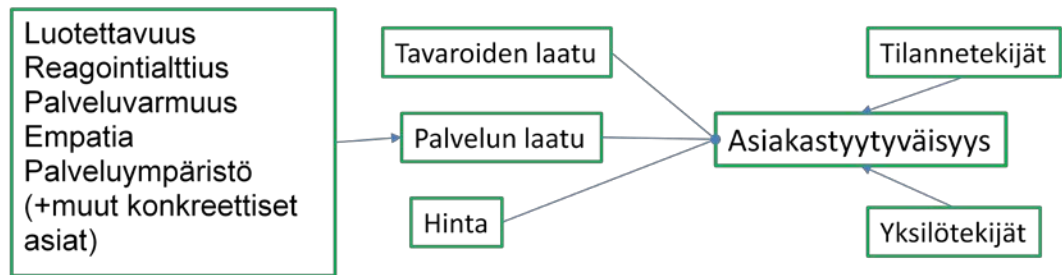 Luotettavuus
Reagointialttius
Palveluvarmuus
Empatia
Palveluympäristö
(+muut konkreettiset
asiat)
Tavaroiden laatu
Palvelun laatu
Hinta
Tilannetekijät
Asiakastyytyväisyys
Yksilötekijät